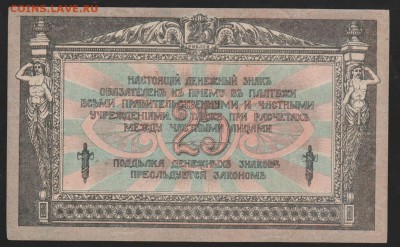 COINS.LAVE.RU
25
РУБЛЕЙ
НАСТОЯЩІЙ ДЕНЕЖНЫЙ ЗНАКЪ
ОБЯЗАТЕЛЕНЪ КЪ ПРІЕМУ ВЪ ПЛАТЕЖИ
ВСѢМИ ПРАВИТЕЛЬСТВЕННЫМИ И ЧАСТНЫМИ
УЧРЕЖДЕНІЯМИ, А ТАКЖЕ ПРИ РАСЧЕТАХЪ
МЕЖДУ ЧАСТНЫМИ ЛИЦАМИ
25
ПОДДѢЛКА ДЕНЕЖНЫХЪ ЗНАКОВЪ
ПРЕСЛѢДУЕТСЯ ЗАКОНОМЪ